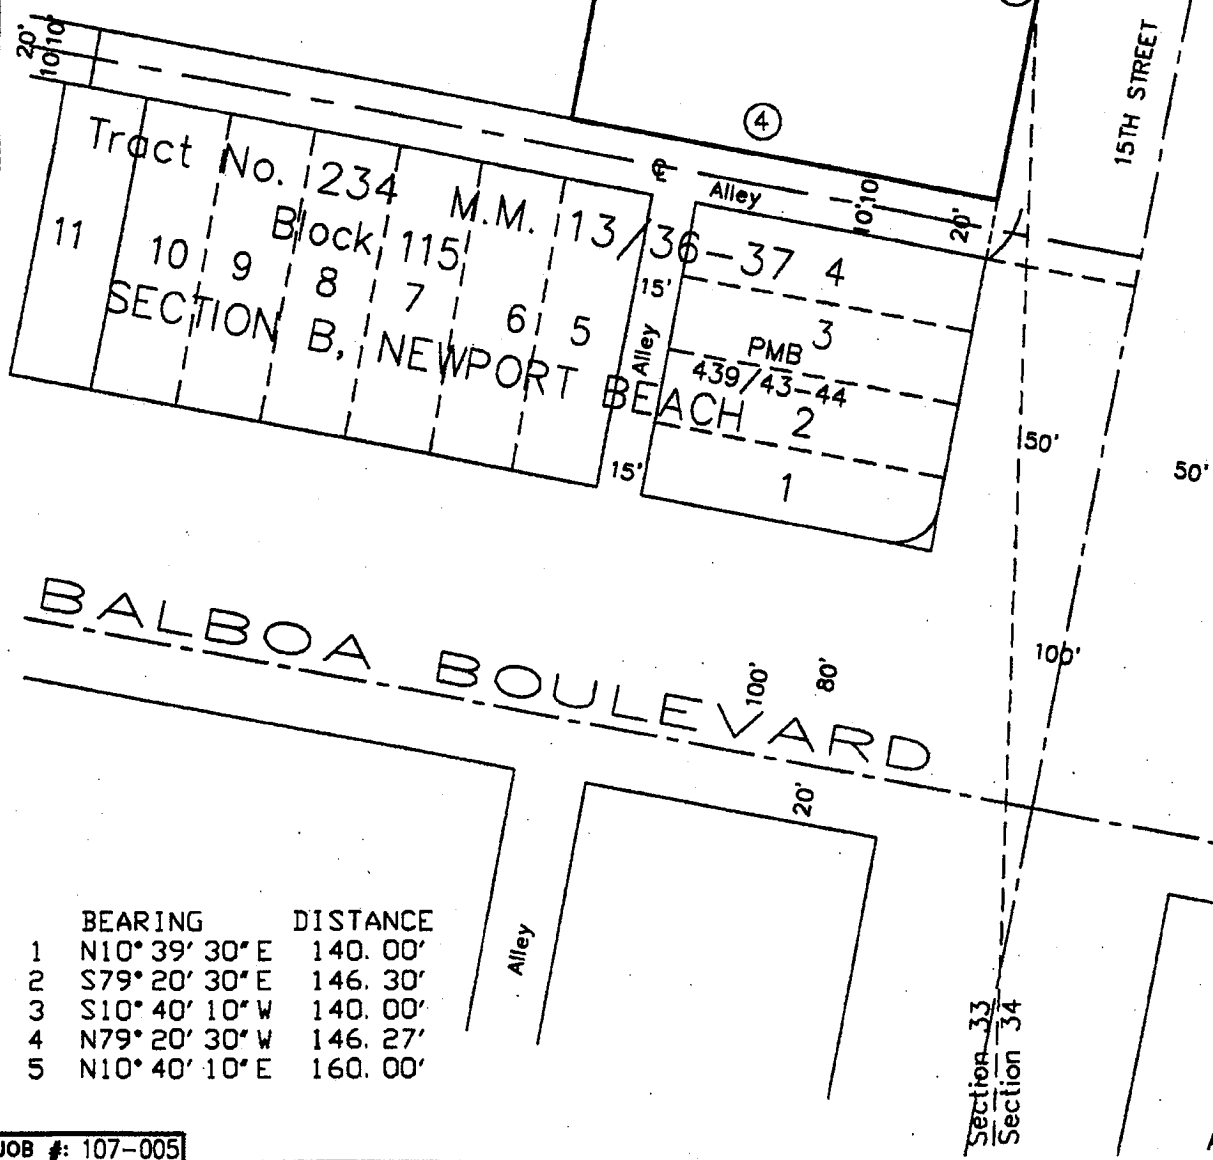 20'
10'
10'
15TH STREET
4
Alley
10'
10'
20'
Tract No. 234 M.M. 13/36-37
Block 115
SECTION B, NEWPORT BEACH
11
10
9
8
7
6
5
15'
Alley
15'
4
3
PMB
439/43-44
2
1
50'
50'
BALBOA BOULEVARD
100'
80'
100'
20'
Alley
BEARING DISTANCE
1 N10° 39' 30" E 140. 00'
2 S79° 20' 30" E 146. 30'
3 S10° 40' 10" W 140. 00'
4 N79° 20' 30" W 146. 27'
5 N10° 40' 10" E 160. 00'
Section 33
Section 34
JOB #: 107-005